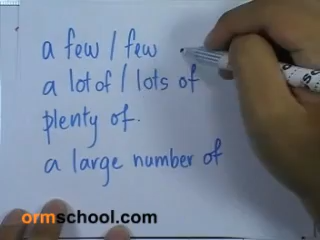 a few / few
a lot of / lots of
plenty of.
a large number of
ormschool.com